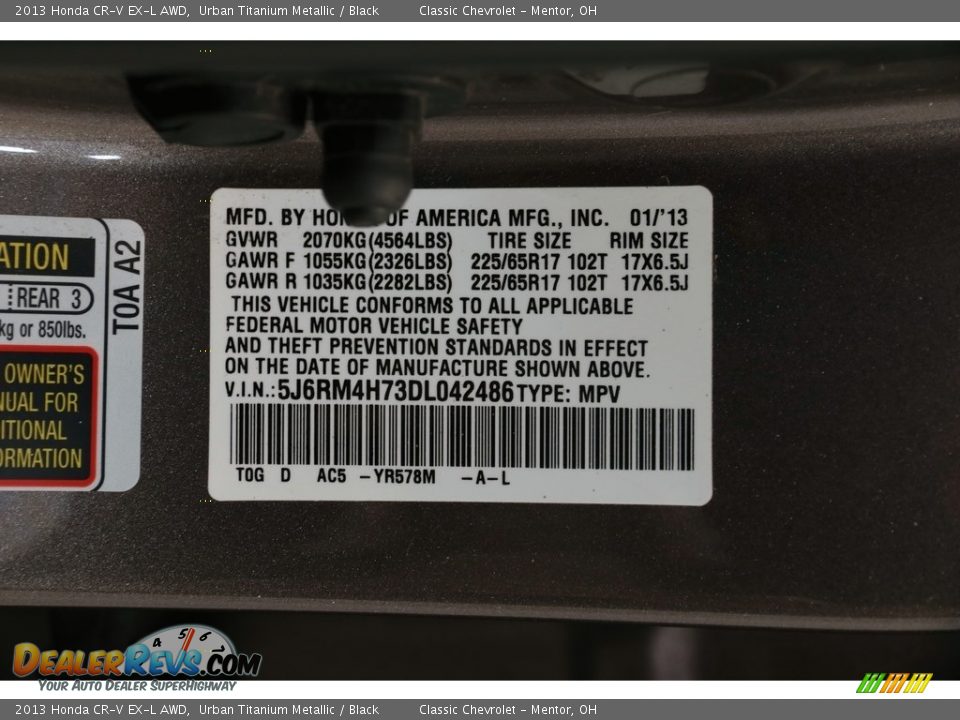 2013 Honda CR-V EX-L AWD, Urban Titanium Metallic / Black Classic Chevrolet - Mentor, OH
MFD. BY HON OF AMERICA MFG., INC. 01/'13
GVWR 2070KG(4564LBS) TIRE SIZE RIM SIZE
GAWR F 1055KG(2326LBS) 225/65R17 102T 17X6.5J
GAWR R 1035KG(2282LBS) 225/65R17 102T 17X6.5J
THIS VEHICLE CONFORMS TO ALL APPLICABLE
FEDERAL MOTOR VEHICLE SAFETY
AND THEFT PREVENTION STANDARDS IN EFFECT
ON THE DATE OF MANUFACTURE SHOWN ABOVE.
V.I.N.:5J6RM4H73DL042486 TYPE: MPV
T0G D AC5 -YR578M -A-L
ATION
REAR 3
kg or 850lbs.
OWNER'S
NUAL FOR
ITIONAL
ORMATION
T0A A2
4 5 6
DEALERREVS.COM
YOUR AUTO DEALER SUPERHIGHWAY
2013 Honda CR-V EX-L AWD, Urban Titanium Metallic / Black Classic Chevrolet - Mentor, OH